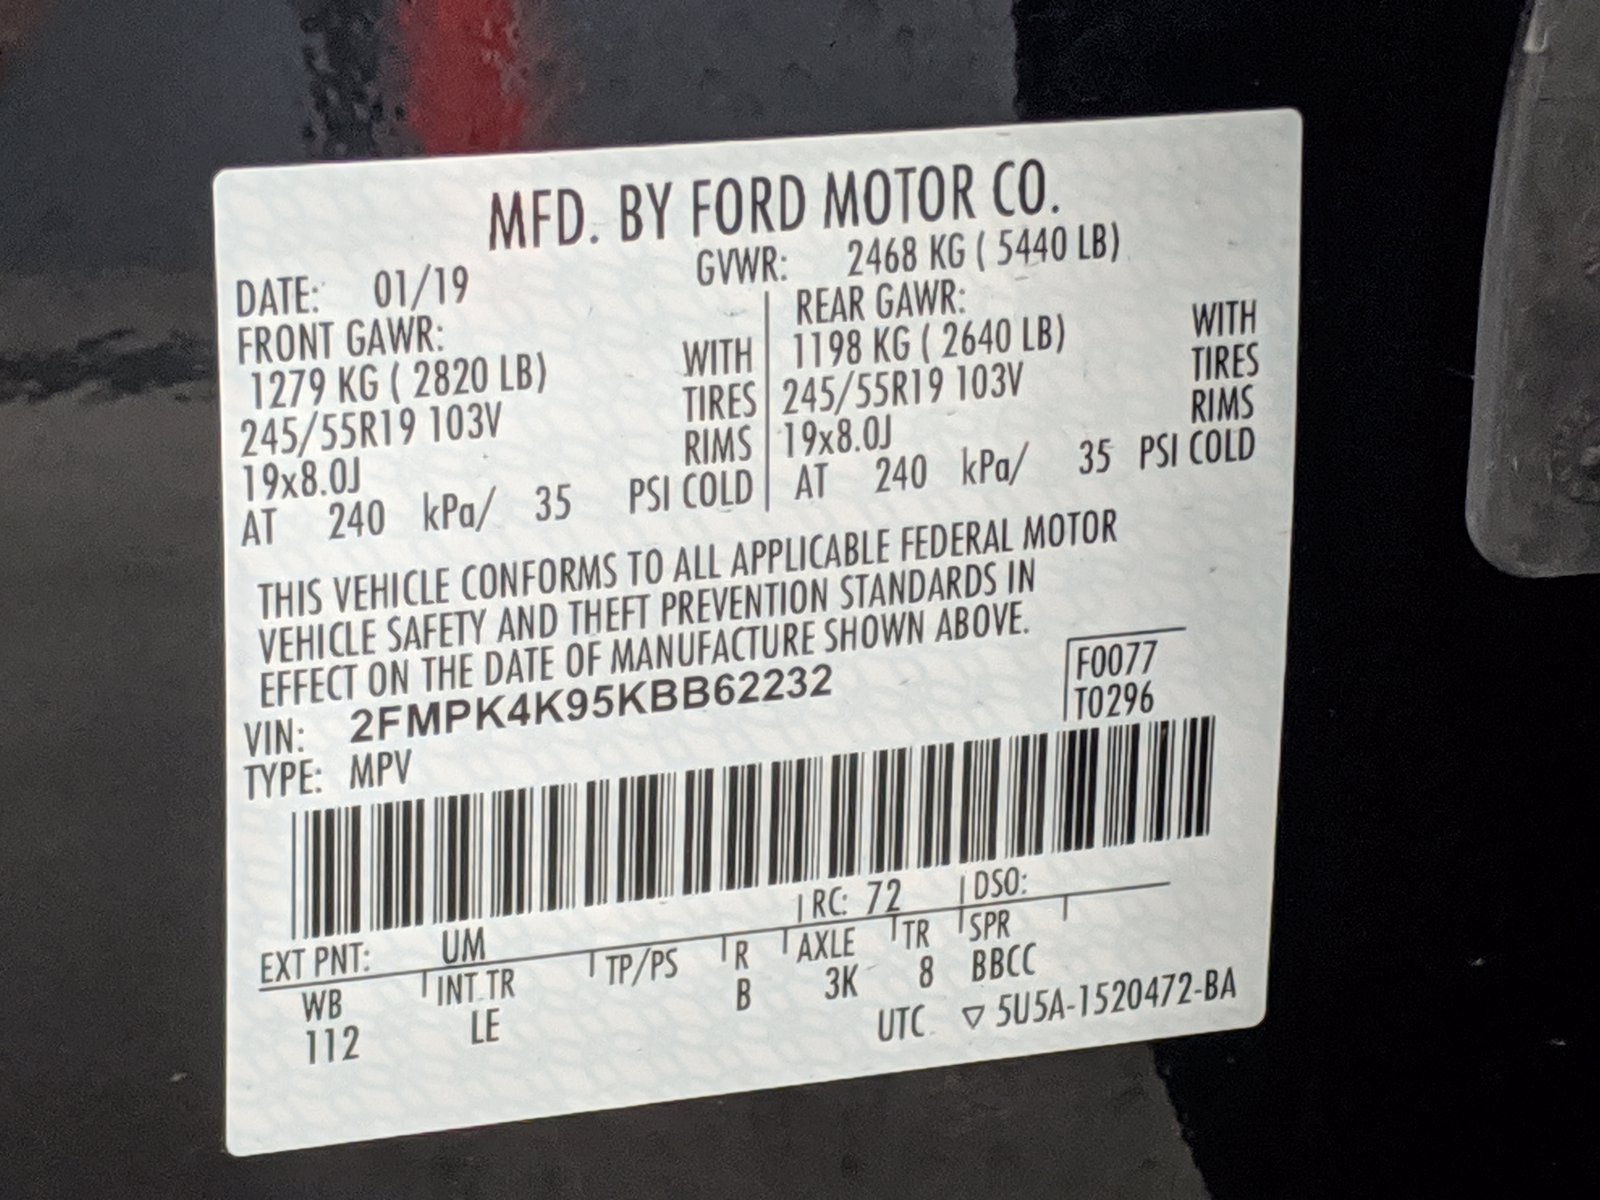 MFD. BY FORD MOTOR CO.
DATE: 01/19 GVWR: 2468 KG ( 5440 LB)
FRONT GAWR: REAR GAWR:
1279 KG ( 2820 LB) WITH 1198 KG ( 2640 LB) WITH
245/55R19 103V TIRES 245/55R19 103V TIRES
19x8.0J RIMS 19x8.0J RIMS
AT 240 kPa/ 35 PSI COLD AT 240 kPa/ 35 PSI COLD
THIS VEHICLE CONFORMS TO ALL APPLICABLE FEDERAL MOTOR
VEHICLE SAFETY AND THEFT PREVENTION STANDARDS IN
EFFECT ON THE DATE OF MANUFACTURE SHOWN ABOVE.
VIN: 2FMPK4K95KBB62232 F0077
TYPE: MPV T0296
EXT PNT: UM RC: 72 DSO:
WB INT TR TP/PS R AXLE TR SPR
112 LE B 3K 8 BBCC
UTC ▽ 5U5A-1520472-BA